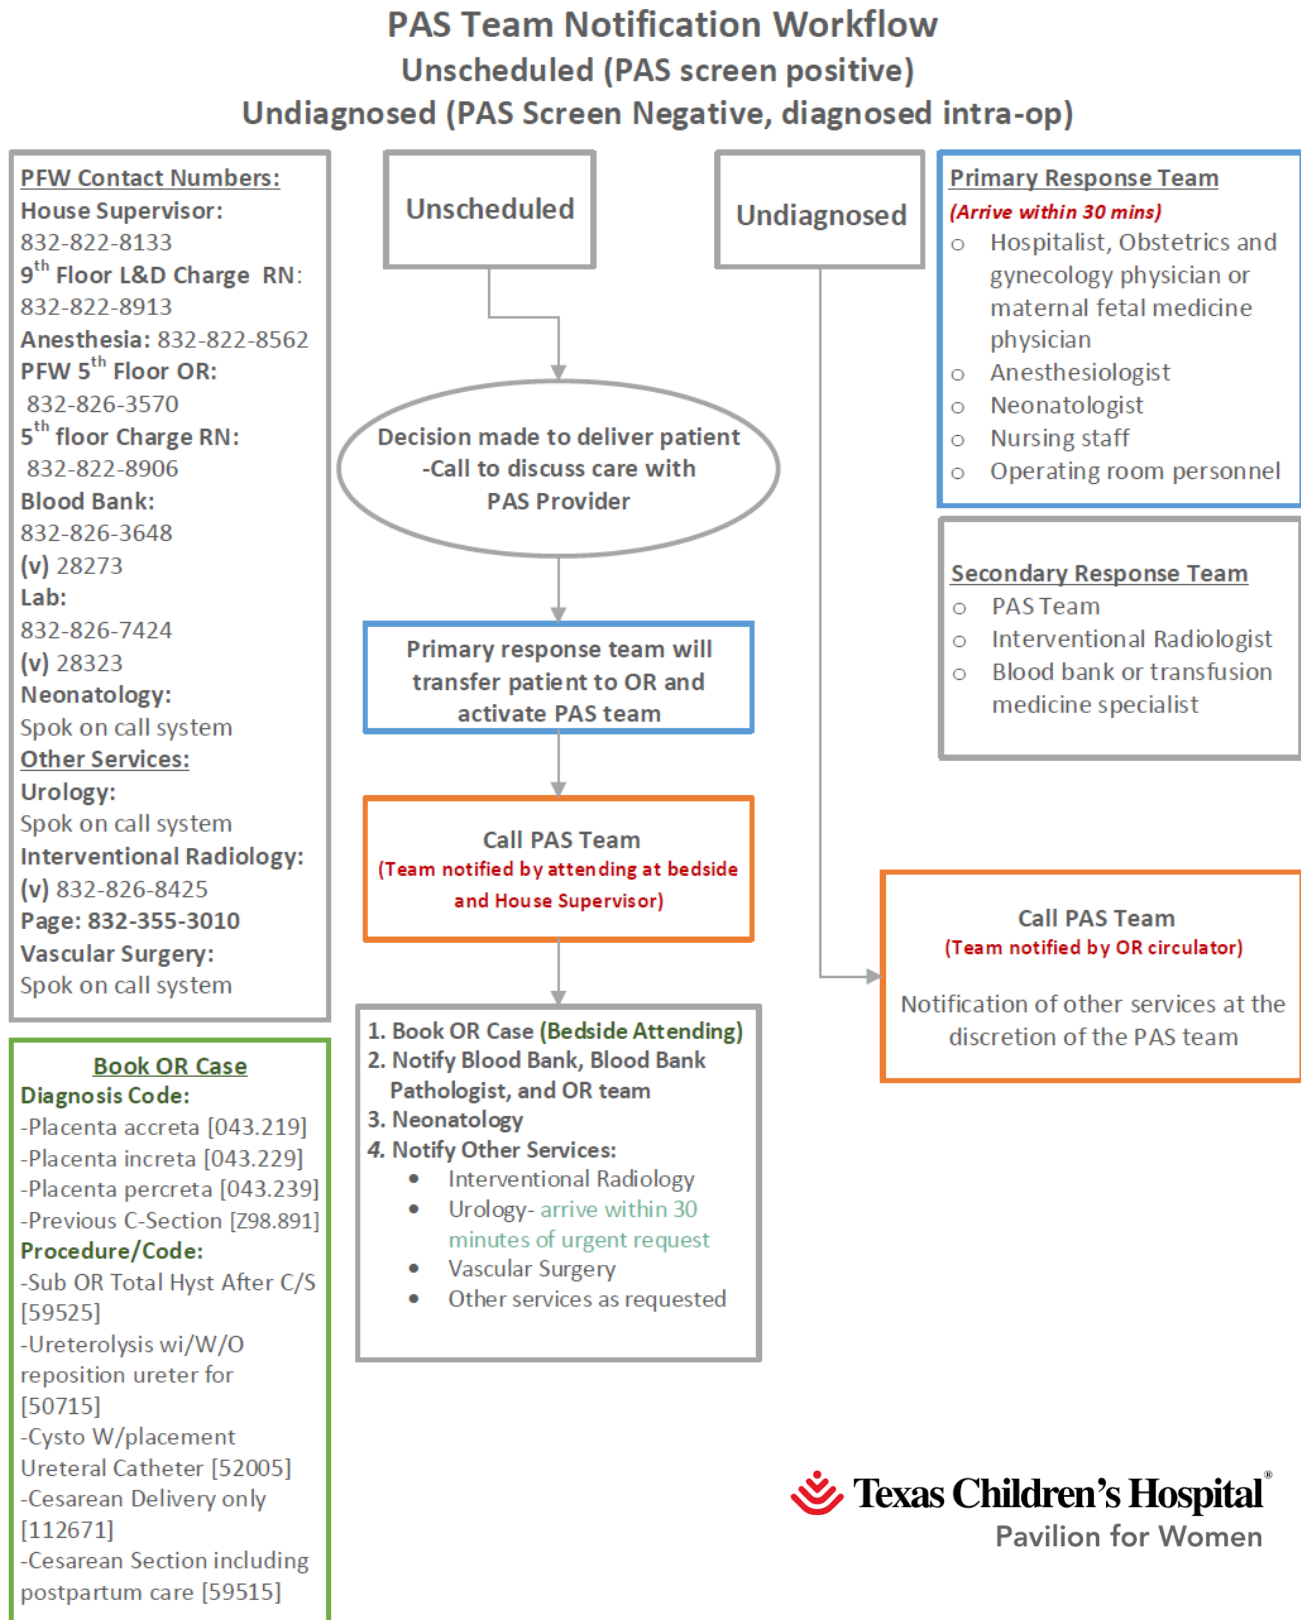 PAS Team Notification Workflow
Unscheduled (PAS screen positive)
Undiagnosed (PAS Screen Negative, diagnosed intra-op)
PFW Contact Numbers:
House Supervisor:
832-822-8133
9th Floor L&D Charge RN:
832-822-8913
Anesthesia: 832-822-8562
PFW 5th Floor OR:
832-826-3570
5th floor Charge RN:
832-822-8906
Blood Bank:
832-826-3648
(v) 28273
Lab:
832-826-7424
(v) 28323
Neonatology:
Spok on call system
Other Services:
Urology:
Spok on call system
Interventional Radiology:
(v) 832-826-8425
Page: 832-355-3010
Vascular Surgery:
Spok on call system
Book OR Case
Diagnosis Code:
-Placenta accreta [043.219]
-Placenta increta [043.229]
-Placenta percreta [043.239]
-Previous C-Section [Z98.891]
Procedure/Code:
-Sub OR Total Hyst After C/S
[59525]
-Ureterolysis wi/W/O
reposition ureter for
[50715]
-Cysto W/placement
Ureteral Catheter [52005]
-Cesarean Delivery only
[112671]
-Cesarean Section including
postpartum care [59515]
Unscheduled
Decision made to deliver patient
-Call to discuss care with
PAS Provider
Primary response team will
transfer patient to OR and
activate PAS team
Call PAS Team
(Team notified by attending at bedside
and House Supervisor)
1. Book OR Case (Bedside Attending)
2. Notify Blood Bank, Blood Bank
Pathologist, and OR team
3. Neonatology
4. Notify Other Services:
• Interventional Radiology
• Urology- arrive within 30
minutes of urgent request
• Vascular Surgery
• Other services as requested
Undiagnosed
Call PAS Team
(Team notified by OR circulator)
Notification of other services at the
discretion of the PAS team
Primary Response Team
(Arrive within 30 mins)
o Hospitalist, Obstetrics and
gynecology physician or
maternal fetal medicine
physician
o Anesthesiologist
o Neonatologist
o Nursing staff
o Operating room personnel
Secondary Response Team
o PAS Team
o Interventional Radiologist
o Blood bank or transfusion
medicine specialist
Texas Children's Hospital®
Pavilion for Women